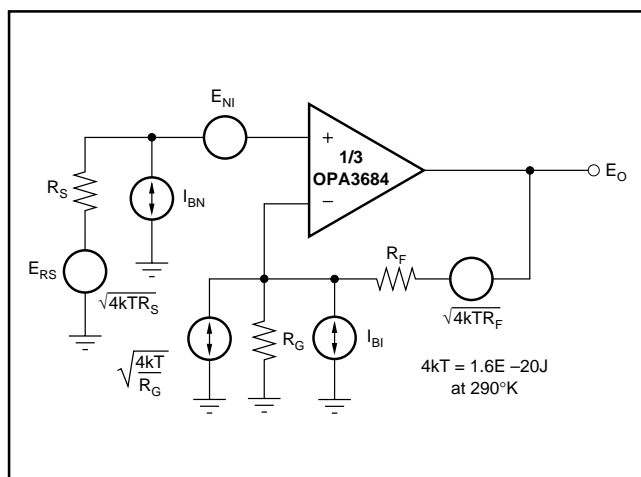 E_NI
1/3
OPA3684
+
−
E_O
R_S
I_BN
E_RS
√4kTR_S
R_F
√4kTR_F
√4kT/R_G
R_G
I_BI
4kT = 1.6E –20J
at 290°K